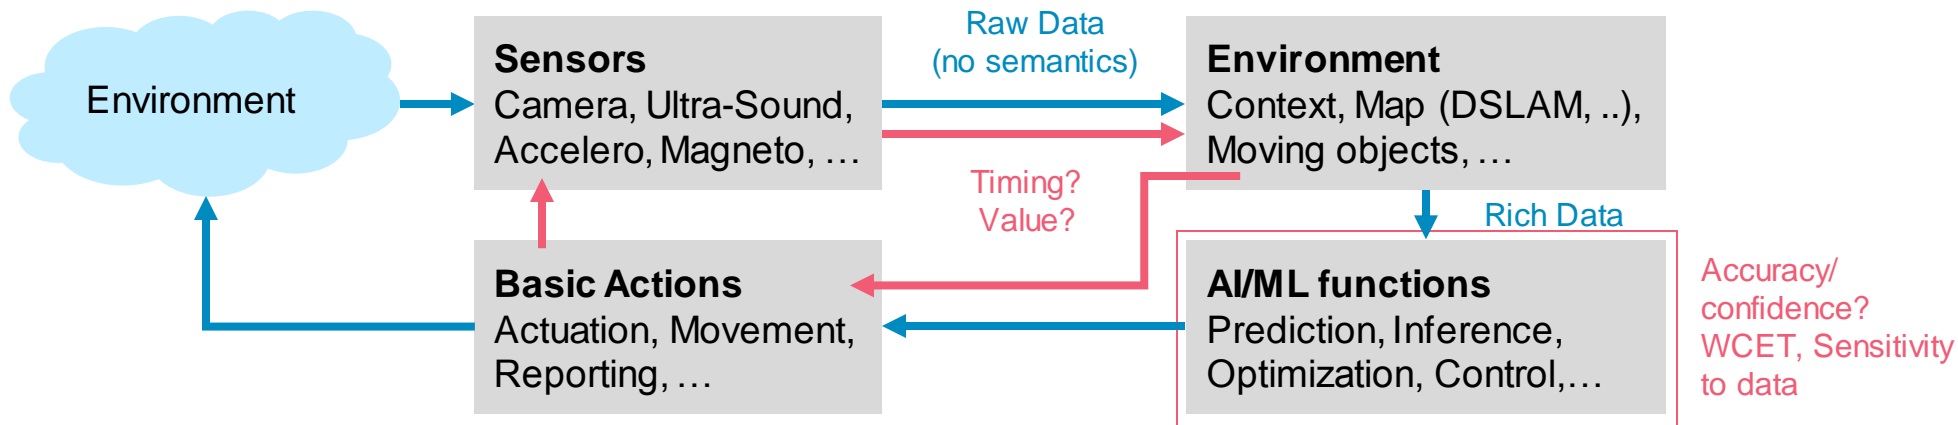 Environment
Sensors
Camera, Ultra-Sound,
Accelero, Magneto, …
Raw Data
(no semantics)
Environment
Context, Map (DSLAM, ..),
Moving objects, …
Timing?
Value?
Rich Data
Basic Actions
Actuation, Movement,
Reporting, …
AI/ML functions
Prediction, Inference,
Optimization, Control,…
Accuracy/
confidence?
WCET, Sensitivity
to data